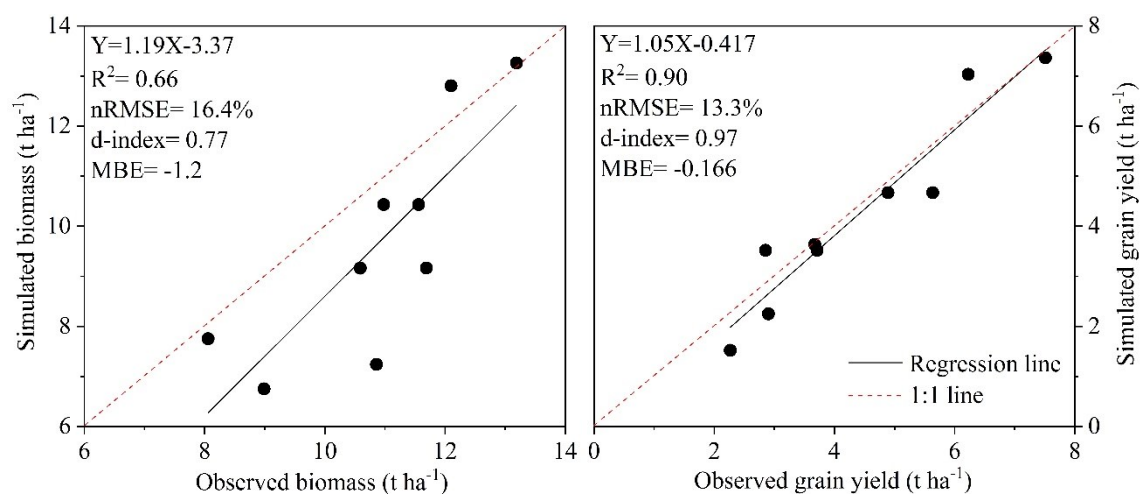 14
12
10
8
6
Simulated biomass (t ha⁻¹)
Y=1.19X-3.37
R²= 0.66
nRMSE= 16.4%
d-index= 0.77
MBE= -1.2
6 8 10 12 14
Observed biomass (t ha⁻¹)
Y=1.05X-0.417
R²= 0.90
nRMSE= 13.3%
d-index= 0.97
MBE= -0.166
Regression line
1:1 line
0 2 4 6 8
Observed grain yield (t ha⁻¹)
8
6
4
2
0
Simulated grain yield (t ha⁻¹)